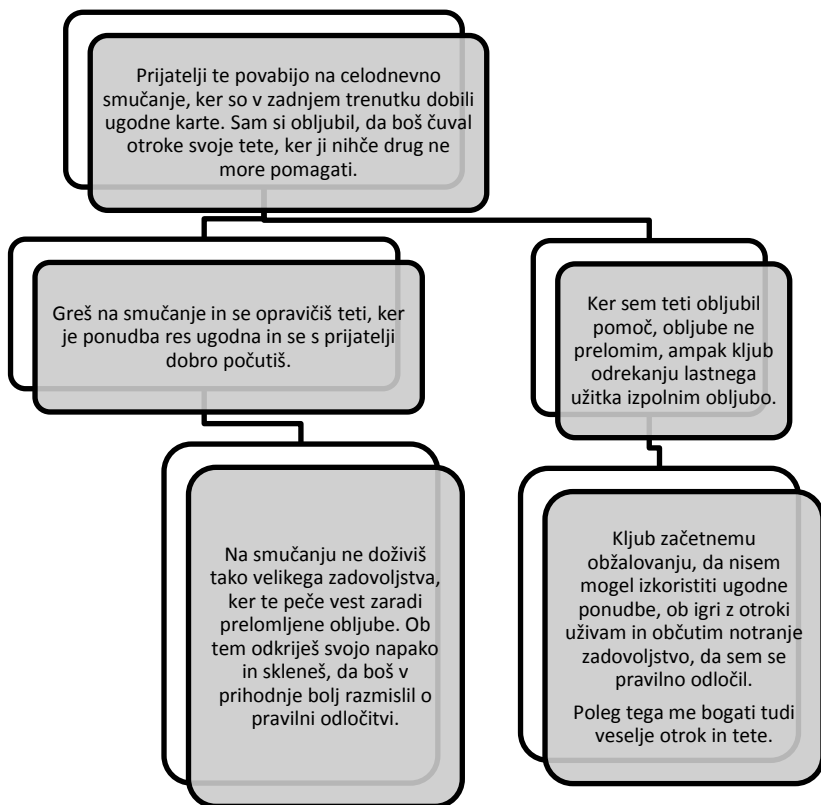 Prijatelji te povabijo na celodnevno
smučanje, ker so v zadnjem trenutku dobili
ugodne karte. Sam si obljubil, da boš čuval
otroke svoje tete, ker ji nihče drug ne
more pomagati.
Greš na smučanje in se opravičiš teti, ker
je ponudba res ugodna in se s prijatelji
dobro počutiš.
Ker sem teti obljubil
pomoč, obljube ne
prelomim, ampak kljub
odrekanju lastnega
užitka izpolnim obljubo.
Na smučanju ne doživiš
tako velikega zadovoljstva,
ker te peče vest zaradi
prelomljene obljube. Ob
tem odkriješ svojo napako
in skleneš, da boš v
prihodnje bolj razmislil o
pravilni odločitvi.
Kljub začetnemu
obžalovanju, da nisem
mogel izkoristiti ugodne
ponudbe, ob igri z otroki
uživam in občutim notranje
zadovoljstvo, da sem se
pravilno odločil.
Poleg tega me bogati tudi
veselje otrok in tete.